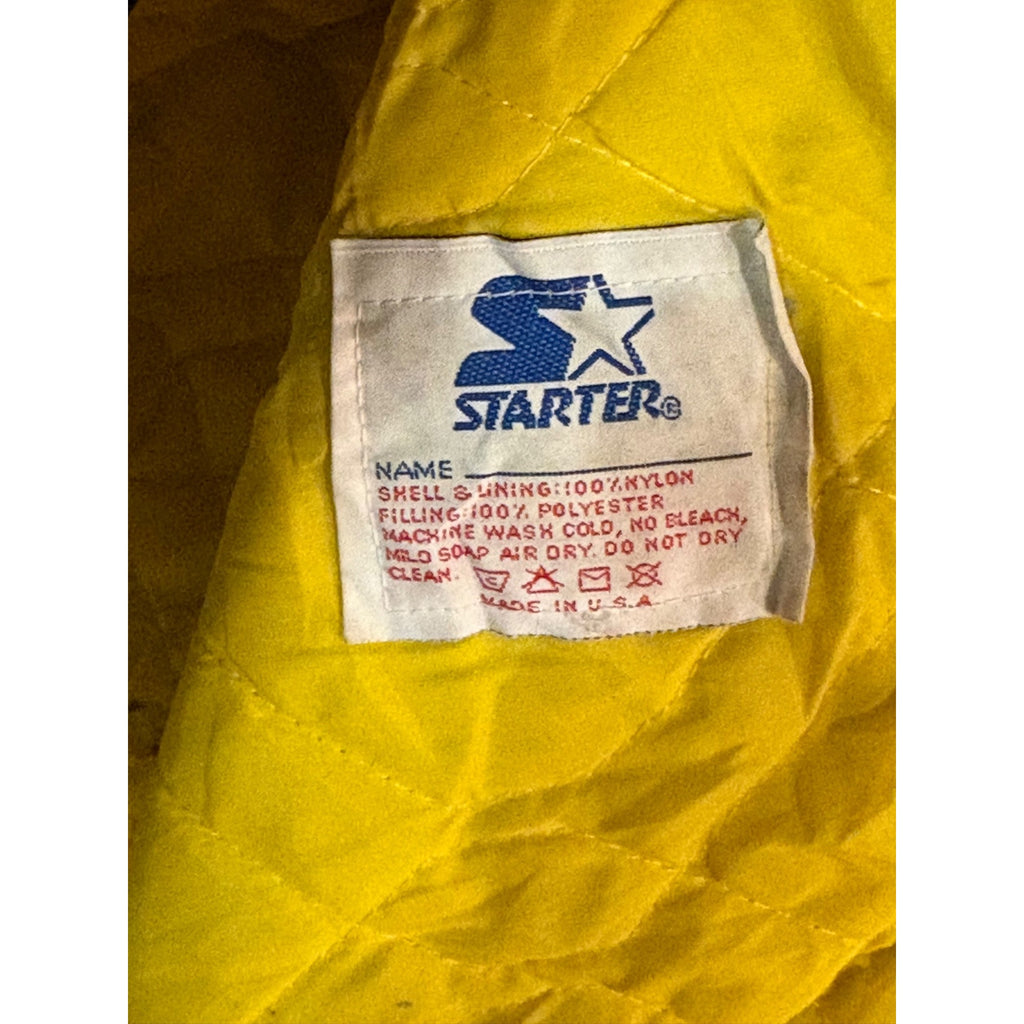 STARTER®
NAME
SHELL & LINING: 100% NYLON
FILLING: 100% POLYESTER
MACHINE WASH COLD, NO BLEACH,
MILD SOAP AIR DRY. DO NOT DRY
CLEAN.
MADE IN U.S.A